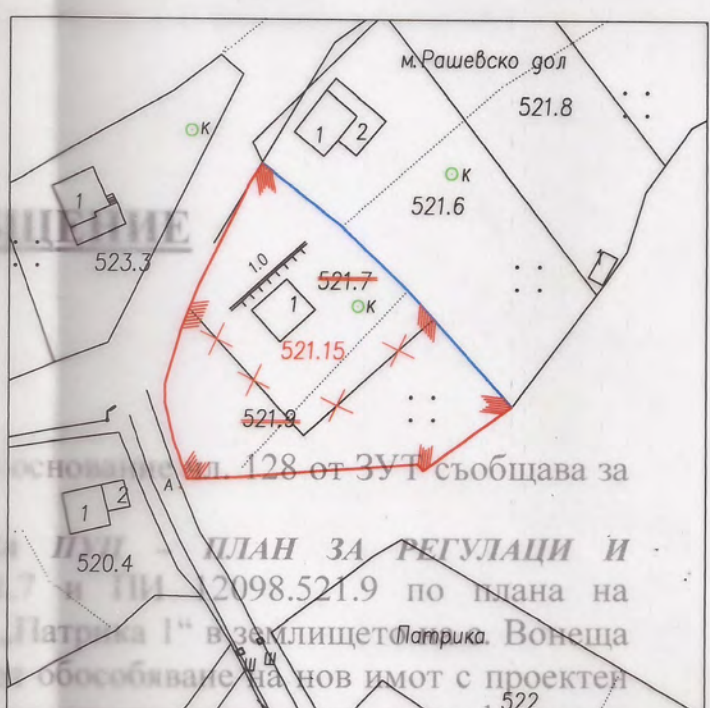 м.Рашевско дол
521.8
К
1
2
К
521.6
1
ЩЕНИЕ
523.3
1.0
521.7
1
1
К
521.15
521.9
основание чл. 128 от ЗУТ съобщава за
А
1
2
ПУП - ПЛАН ЗА РЕГУЛАЦИ И
520.4
.7 и ПИ 12098.521.9 по плана на
„Патрика 1“ в землището на с. Вонеща
Патрика
Ш Ш
обособяване на нов имот с проектен
522